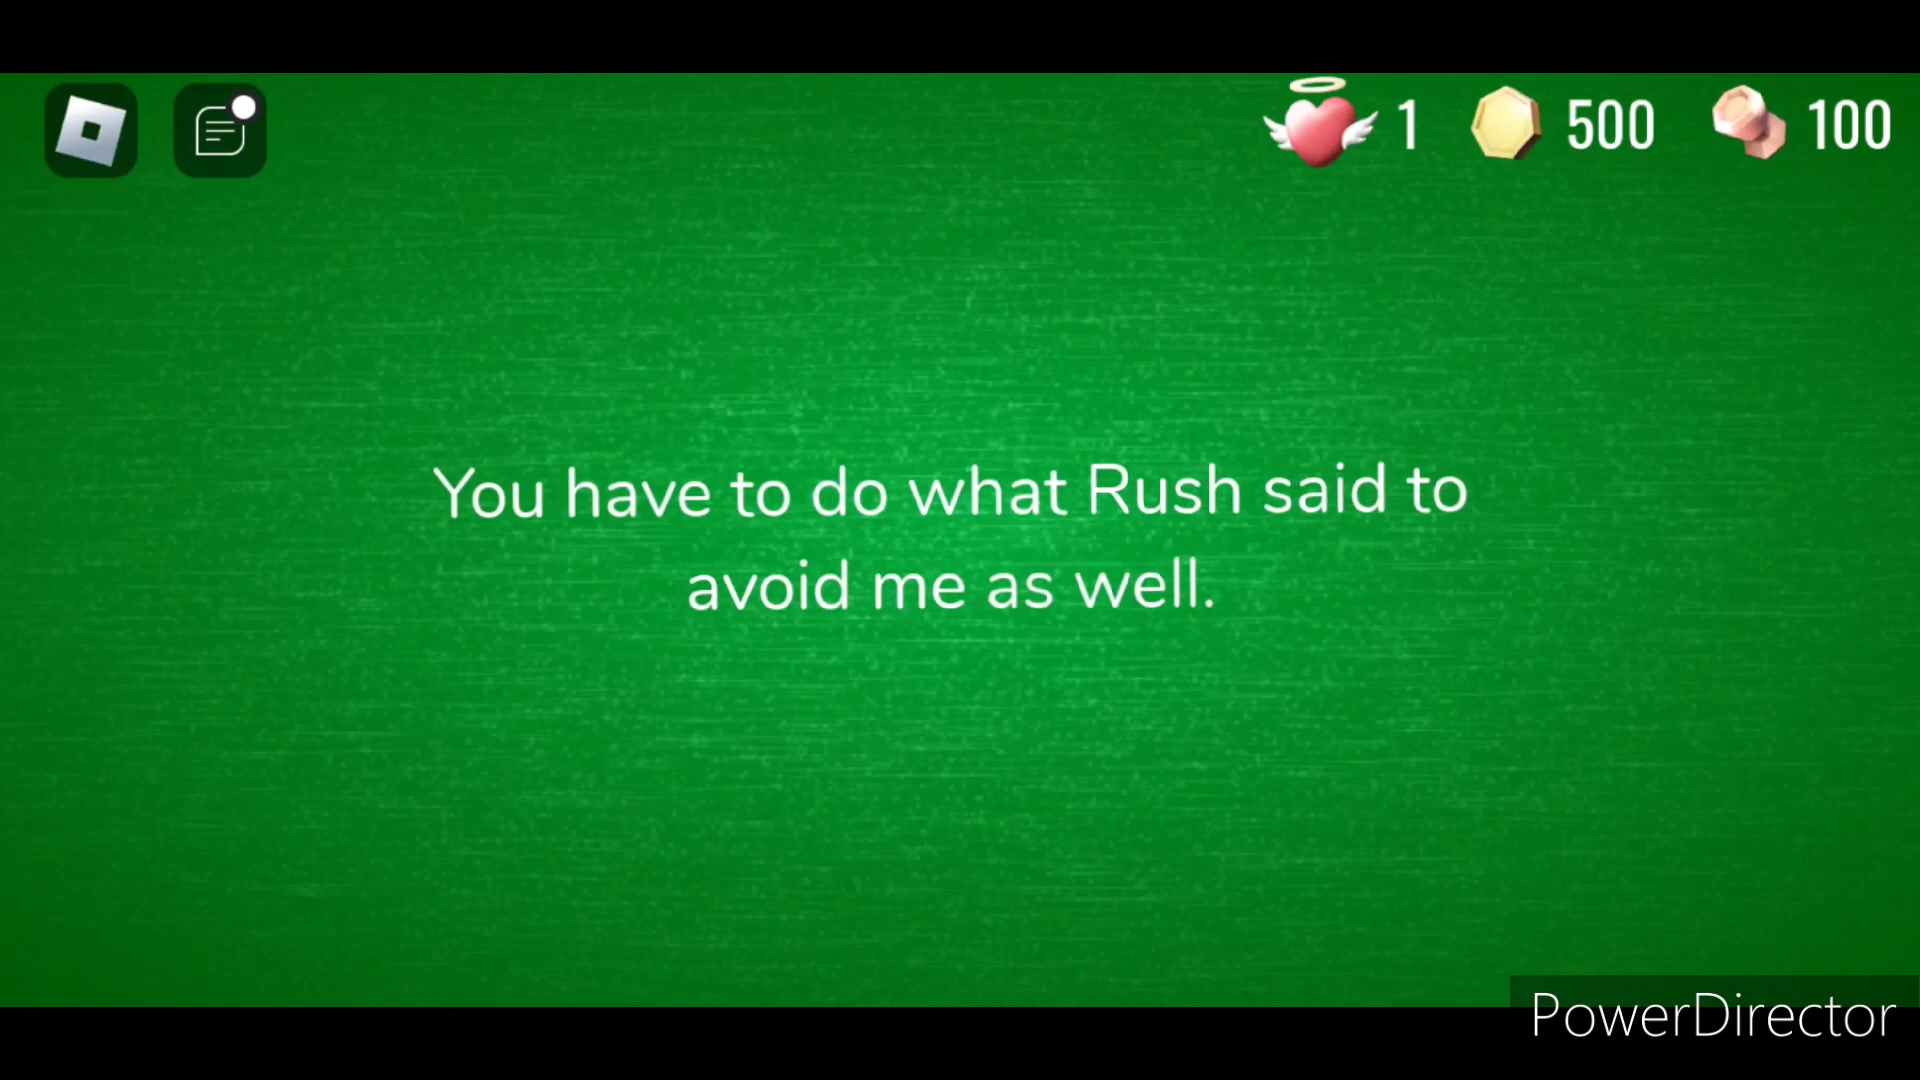 1 500 100
You have to do what Rush said to
avoid me as well.
PowerDirector